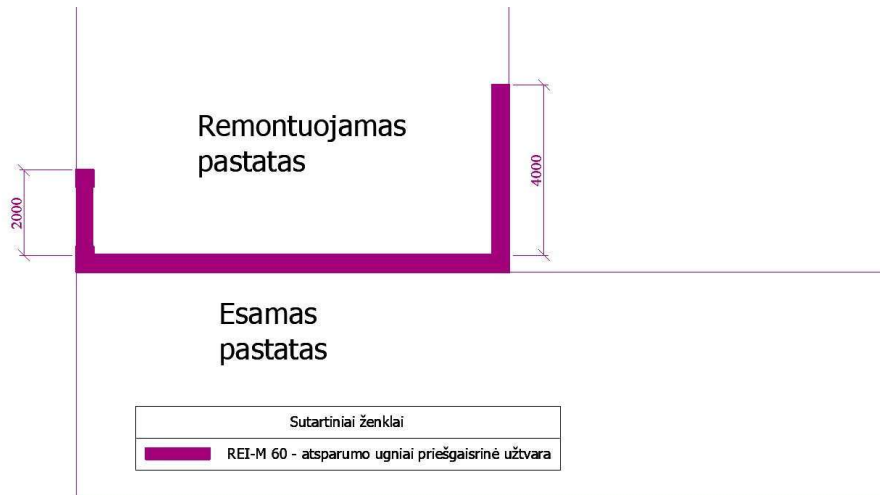 Remontuojamas
pastatas
2000
4000
Esamas
pastatas
Sutartiniai ženklai
REI-M 60 - atsparumo ugniai priešgaisrinė užtvara